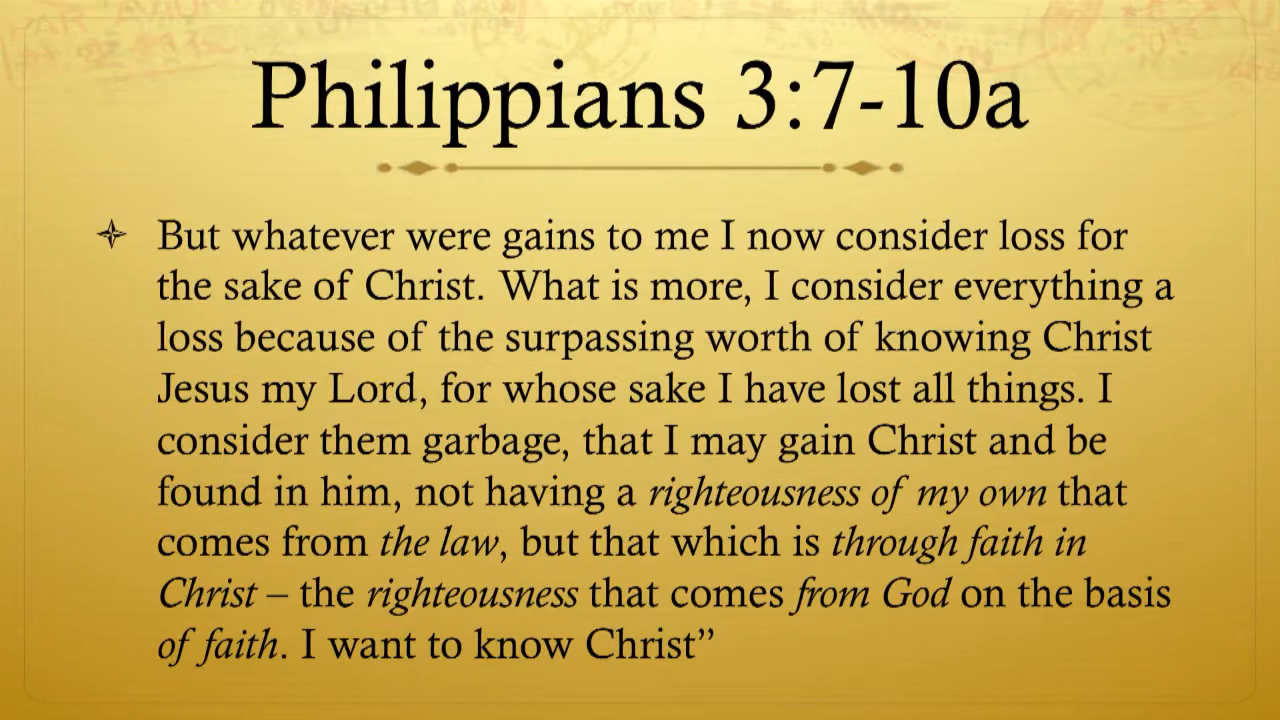 Philippians 3:7-10a
But whatever were gains to me I now consider loss for
the sake of Christ. What is more, I consider everything a
loss because of the surpassing worth of knowing Christ
Jesus my Lord, for whose sake I have lost all things. I
consider them garbage, that I may gain Christ and be
found in him, not having a righteousness of my own that
comes from the law, but that which is through faith in
Christ – the righteousness that comes from God on the basis
of faith. I want to know Christ”